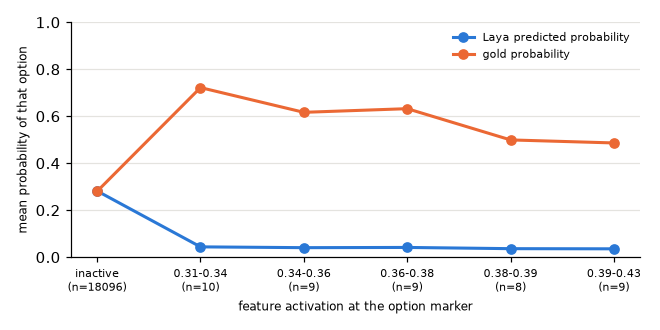 1.0
0.8
0.6
0.4
0.2
0.0
mean probability of that option
Laya predicted probability
gold probability
inactive
(n=18096)
0.31-0.34
(n=10)
0.34-0.36
(n=9)
0.36-0.38
(n=9)
0.38-0.39
(n=8)
0.39-0.43
(n=9)
feature activation at the option marker